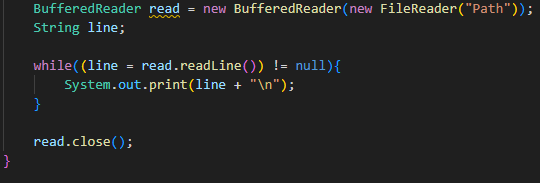 BufferedReader read = new BufferedReader(new FileReader("Path"));
String line;
while((line = read.readLine()) != null){
System.out.print(line + "\n");
}
read.close();
}